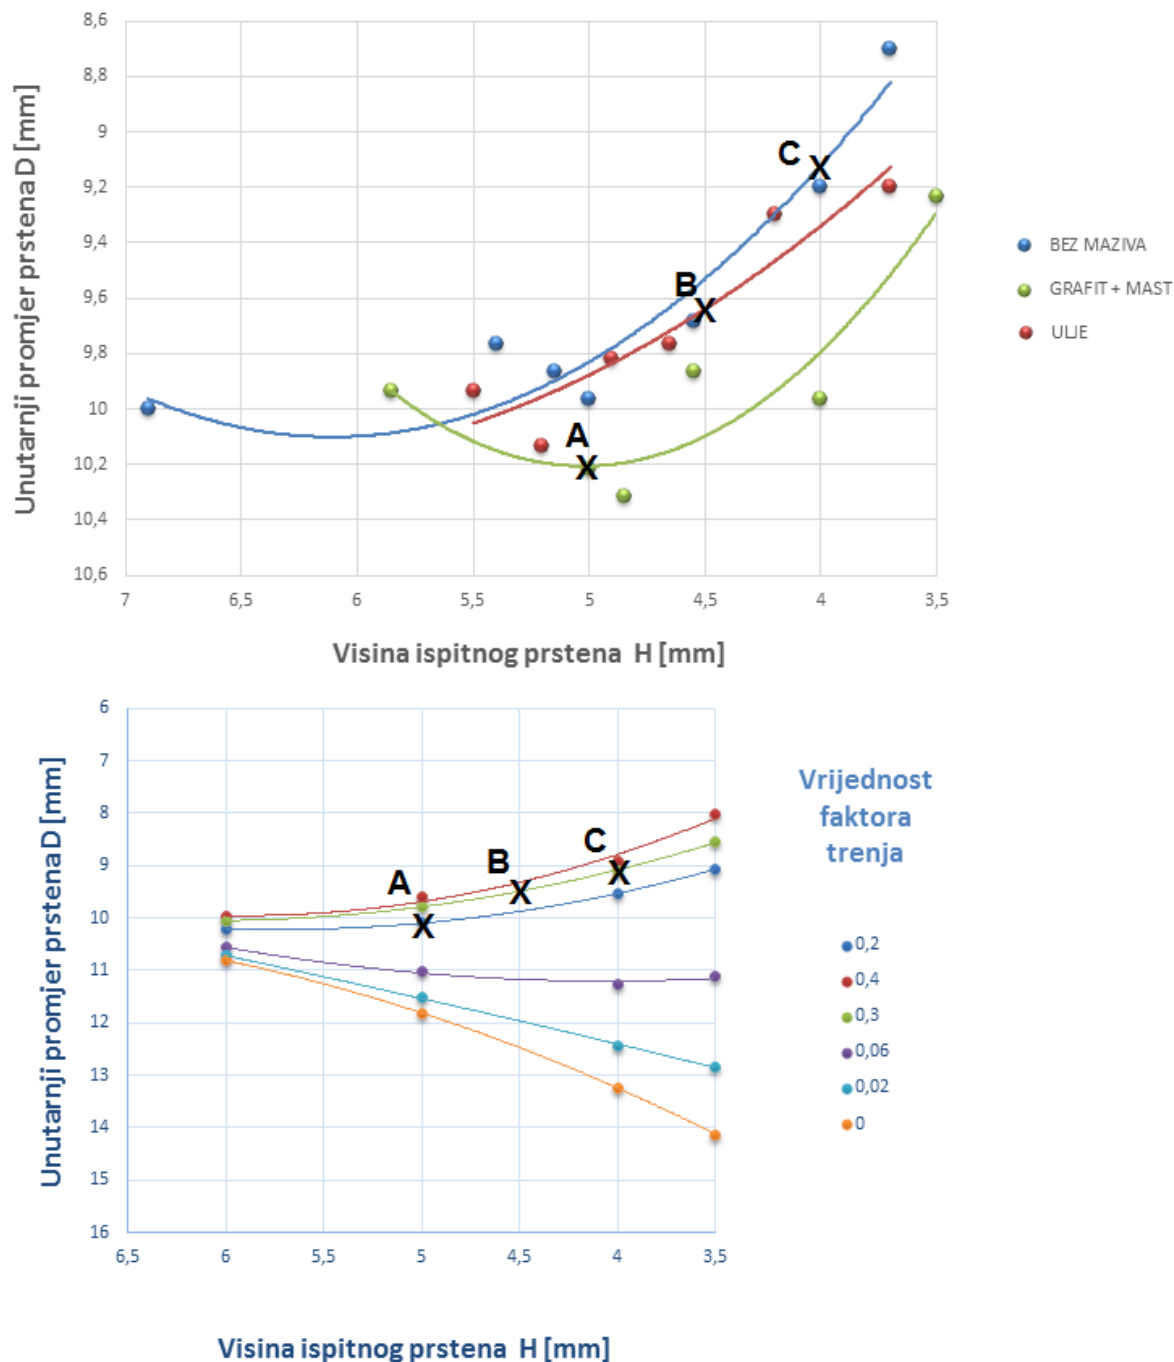 8,6
8,8
9
9,2
9,4
9,6
9,8
10
10,2
10,4
10,6
Unutarnji promjer prstenaD [mm]
C
X
B
X
A
X
BEZ MAZIVA
GRAFIT + MAST
ULJE
7
6,5
6
5,5
5
4,5
4
3,5
Visina ispitnog prstena H [mm]
6
7
8
9
10
11
12
13
14
15
16
Unutarnji promjer prstenaD [mm]
A
X
B
X
C
X
Vrijednost
faktora
trenja
0,2
0,4
0,3
0,06
0,02
0
6,5
6
5,5
5
4,5
4
3,5
Visina ispitnog prstena H [mm]